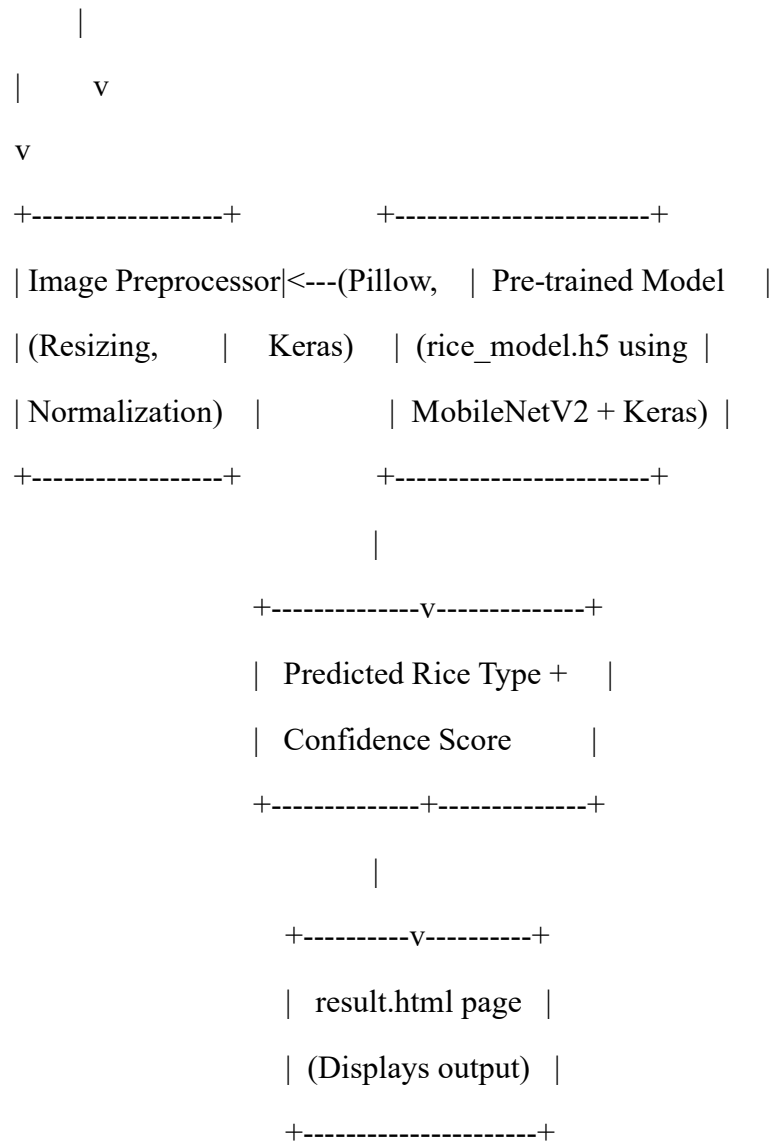 |
| v
v
+------------------+ +------------------------+
| Image Preprocessor|<---(Pillow, | Pre-trained Model |
| (Resizing, | Keras) | (rice_model.h5 using |
| Normalization) | | MobileNetV2 + Keras) |
+------------------+ +------------------------+
|
+--------------v--------------+
| Predicted Rice Type + |
| Confidence Score |
+--------------+--------------+
|
+----------v----------+
| result.html page |
| (Displays output) |
+----------------------+